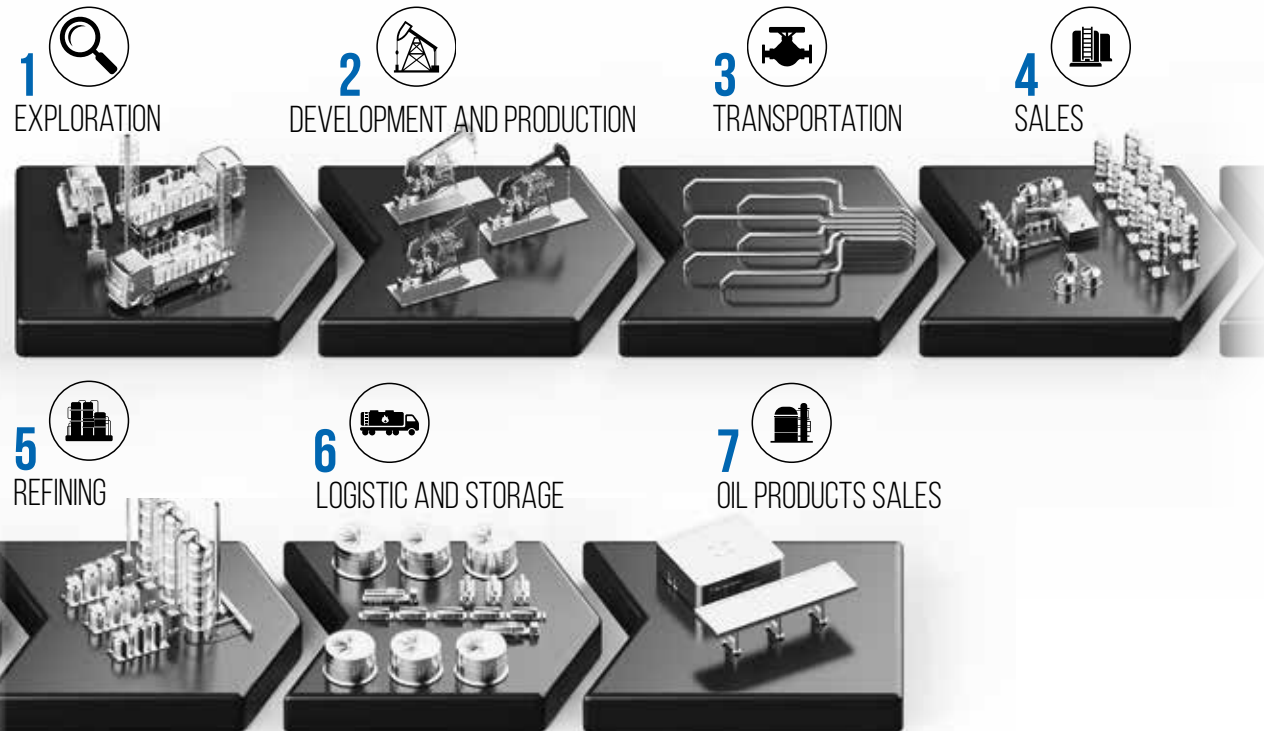 1
EXPLORATION
2
DEVELOPMENT AND PRODUCTION
3
TRANSPORTATION
4
SALES
5
REFINING
6
LOGISTIC AND STORAGE
7
OIL PRODUCTS SALES